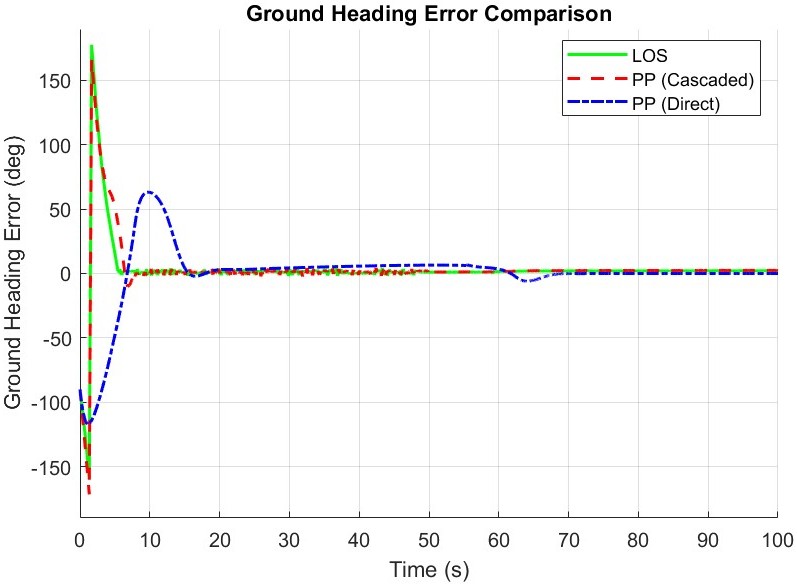 Ground Heading Error Comparison
LOS
PP (Cascaded)
PP (Direct)
Ground Heading Error (deg)
150
100
50
0
-50
-100
-150
0 10 20 30 40 50 60 70 80 90 100
Time (s)